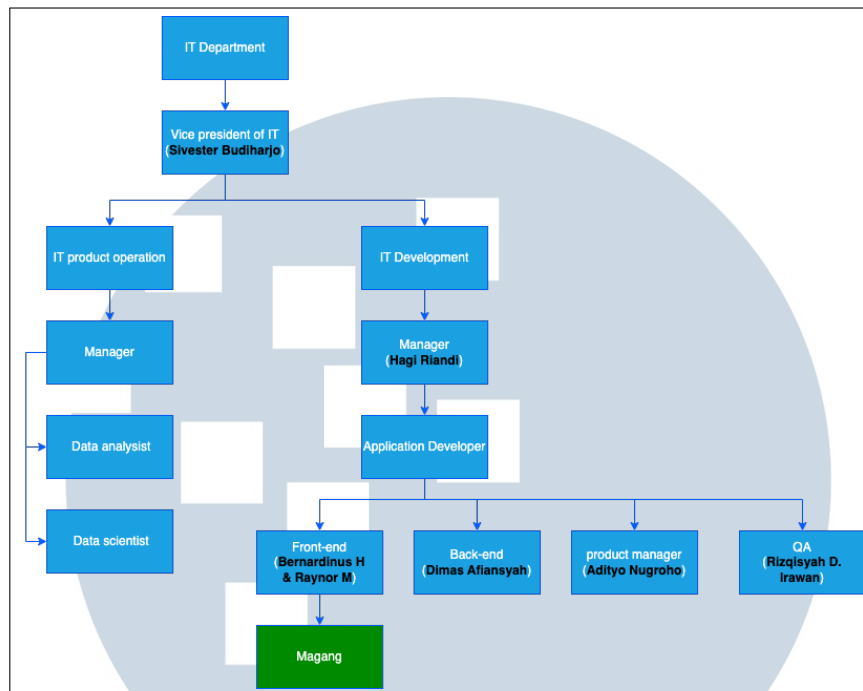 IT Department
Vice president of IT
(Sivester Budiharjo)
IT product operation
IT Development
Manager
Manager
(Hagi Riandi)
Data analysist
Application Developer
Data scientist
Front-end
(Bernardinus H
& Raynor M)
Back-end
(Dimas Afiansyah)
product manager
(Adityo Nugroho)
QA
(Rizqisyah D.
Irawan)
Magang